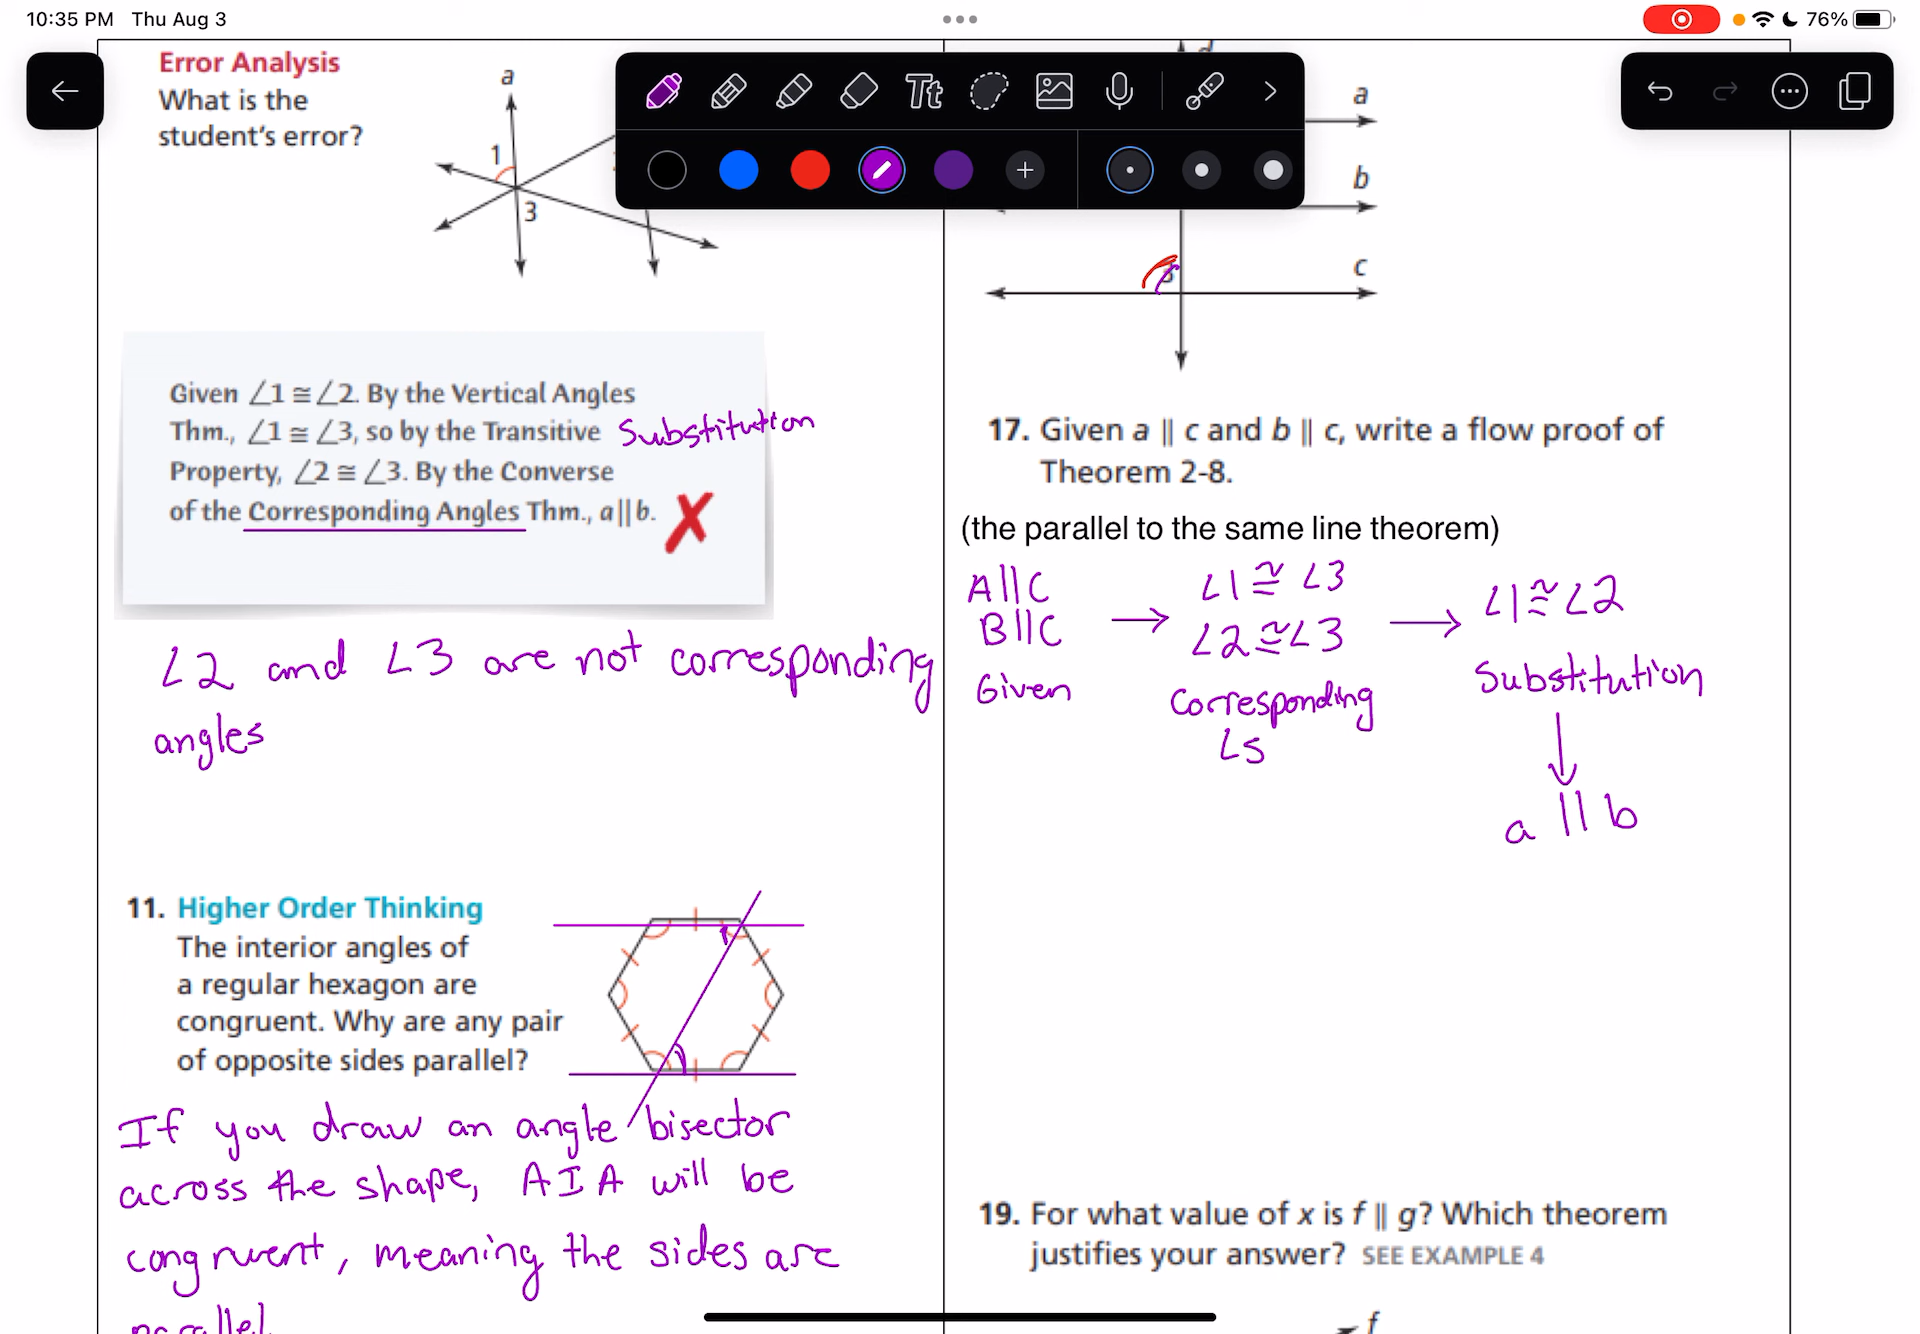 10:35 PM Thu Aug 3
76%
Error Analysis
What is the
student's error?
a
1
3
Tt
a
b
c
3
Given ∠1 ≅ ∠2. By the Vertical Angles
Thm., ∠1 ≅ ∠3, so by the Transitive Substitution
Property, ∠2 ≅ ∠3. By the Converse
of the Corresponding Angles Thm., a || b. ✗
∠2 and ∠3 are not corresponding
angles
11. Higher Order Thinking
The interior angles of
a regular hexagon are
congruent. Why are any pair
of opposite sides parallel?
If you draw an angle bisector
across the shape, AIA will be
congruent, meaning the sides are
parallel
17. Given a || c and b || c, write a flow proof of
Theorem 2-8.
(the parallel to the same line theorem)
A||C
B||C
Given
→
∠1 ≅ ∠3
∠2 ≅ ∠3
Corresponding
∠s
→
∠1 ≅ ∠2
Substitution
↓
a || b
19. For what value of x is f || g? Which theorem
justifies your answer? SEE EXAMPLE 4
f